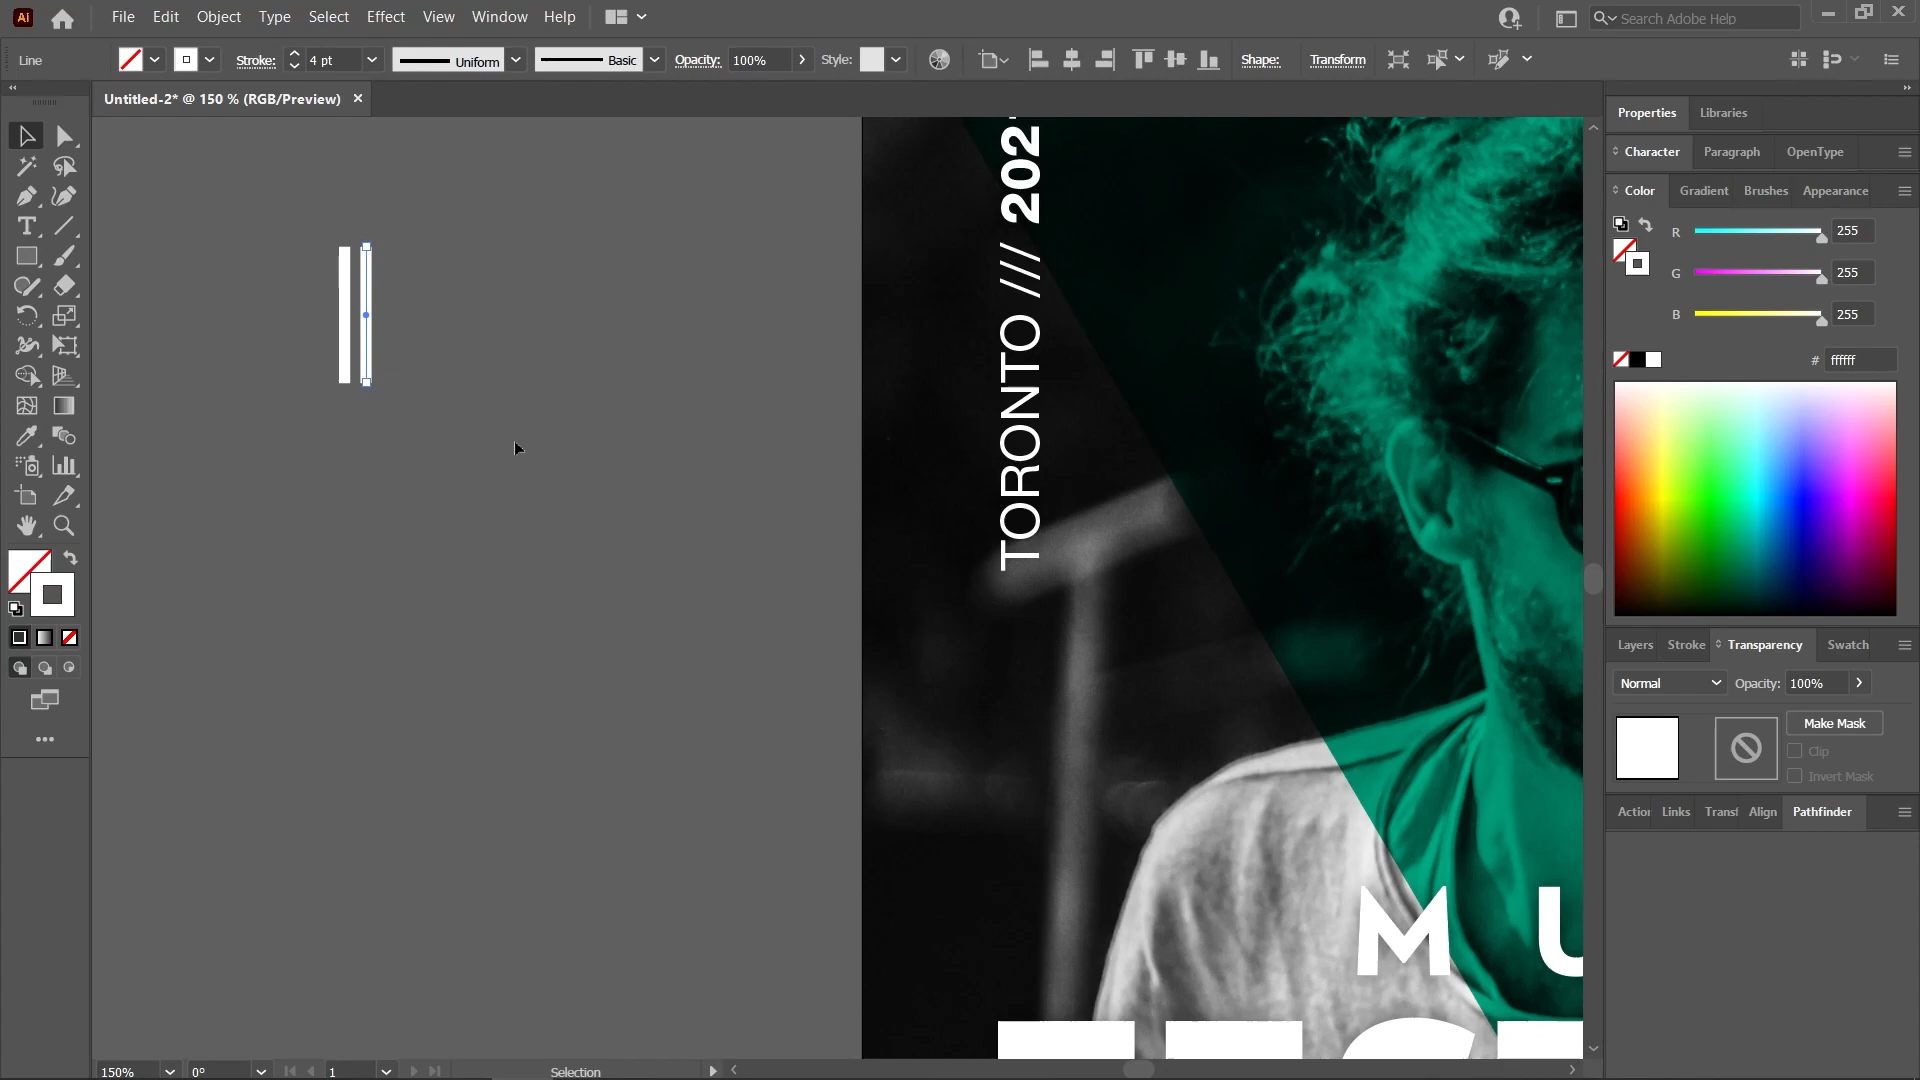 Ai File Edit Object Type Select Effect View Window Help Search Adobe Help
Line Stroke: 4 pt Uniform Basic Opacity: 100% Style: Shape: Transform
Untitled-2* @ 150 % (RGB/Preview)
Properties Libraries
Character Paragraph OpenType
Color Gradient Brushes Appearance
R 255
G 255
B 255
# ffffff
TORONTO /// 202
M U
Layers Stroke Transparency Swatch
Normal Opacity: 100%
Make Mask
Clip
Invert Mask
Action Links Transf Align Pathfinder
150% 0° 1 Selection